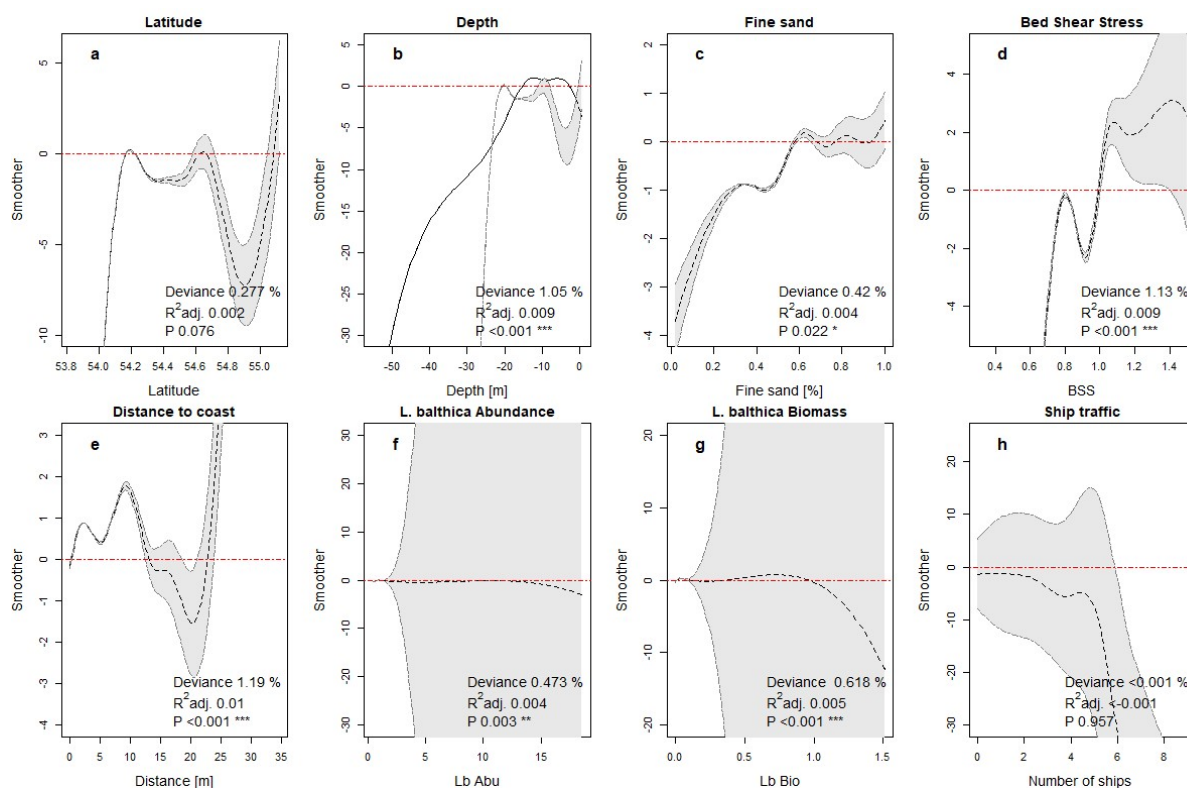 Latitude
a
Smoother
5
0
-5
-10
Deviance 0.277 %
R²adj. 0.002
P 0.076
53.8 54.0 54.2 54.4 54.6 54.8 55.0
Latitude
Depth
b
Smoother
5
0
-5
-10
-15
-20
-25
-30
Deviance 1.05 %
R²adj. 0.009
P <0.001 ***
-50 -40 -30 -20 -10 0
Depth [m]
Fine sand
c
Smoother
2
1
0
-1
-2
-3
-4
Deviance 0.42 %
R²adj. 0.004
P 0.022 *
0.0 0.2 0.4 0.6 0.8 1.0
Fine sand [%]
Bed Shear Stress
d
Smoother
4
2
0
-2
-4
Deviance 1.13 %
R²adj. 0.009
P <0.001 ***
0.4 0.6 0.8 1.0 1.2 1.4
BSS
Distance to coast
e
Smoother
3
2
1
0
-1
-2
-3
-4
Deviance 1.19 %
R²adj. 0.01
P <0.001 ***
0 5 10 15 20 25 30 35
Distance [m]
L. balthica Abundance
f
Smoother
30
20
10
0
-10
-20
-30
Deviance 0.473 %
R²adj. 0.004
P 0.003 **
0 5 10 15
Lb Abu
L. balthica Biomass
g
Smoother
20
10
0
-10
-20
Deviance 0.618 %
R²adj. 0.005
P <0.001 ***
0.0 0.5 1.0 1.5
Lb Bio
Ship traffic
h
Smoother
20
10
0
-10
-20
-30
Deviance <0.001 %
R²adj. <-0.001
P 0.957
0 2 4 6 8
Number of ships